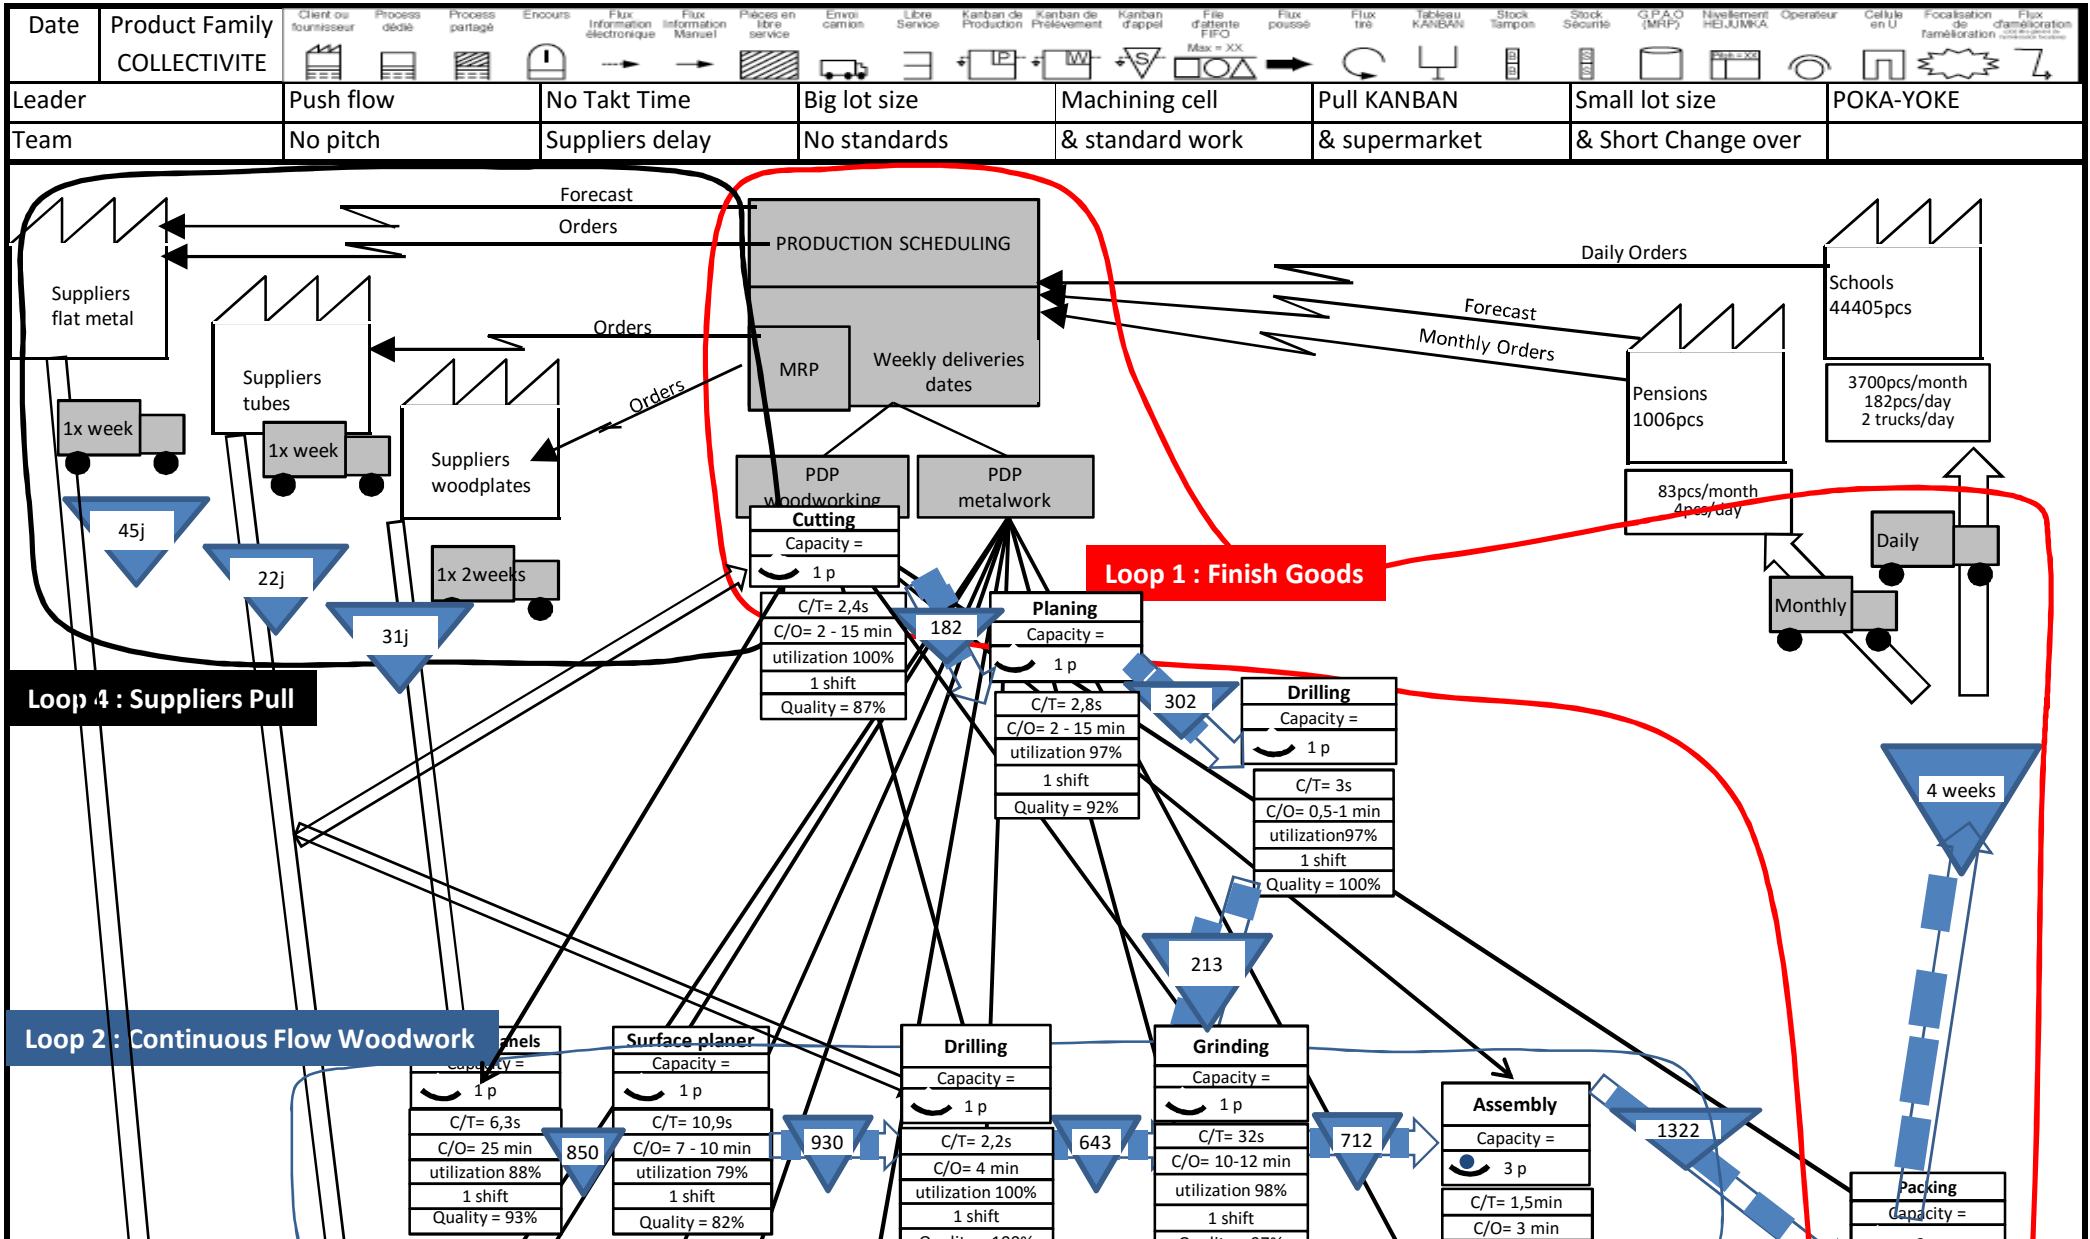 Date
Product Family
COLLECTIVITE
Client ou fournisseur
Process dédié
Process partagé
Encours
Flux Information électronique
Flux Information Manuel
Pièces en libre service
Envoi camion
Libre Service
Kanban de Production
Kanban de Prélèvement
Kanban d'appel
File d'attente FIFO
Max = XX
Flux poussé
Flux tiré
Tableau KANBAN
Stock Tampon
Stock Sécurité
G.P.A.O (MRP)
Nivellement HEIJUNKA
Operateur
Cellule en U
Focalisation de l'amélioration
Flux d'amélioration
IP
W
S
Leader
Push flow
No Takt Time
Big lot size
Machining cell
Pull KANBAN
Small lot size
POKA-YOKE
Team
No pitch
Suppliers delay
No standards
& standard work
& supermarket
& Short Change over
Forecast
Orders
PRODUCTION SCHEDULING
Daily Orders
Schools
44405pcs
Suppliers
flat metal
Orders
Forecast
Monthly Orders
MRP
Weekly deliveries
dates
Suppliers
tubes
Orders
Pensions
1006pcs
3700pcs/month
182pcs/day
2 trucks/day
1x week
1x week
Suppliers
woodplates
PDP
woodworking
PDP
metalwork
83pcs/month
4pcs/day
45j
22j
31j
1x 2weeks
Daily
Monthly
Cutting
Capacity =
1 p
C/T= 2,4s
C/O= 2 - 15 min
utilization 100%
1 shift
Quality = 87%
182
Loop 1 : Finish Goods
Planing
Capacity =
1 p
C/T= 2,8s
C/O= 2 - 15 min
utilization 97%
1 shift
Quality = 92%
302
Drilling
Capacity =
1 p
C/T= 3s
C/O= 0,5-1 min
utilization97%
1 shift
Quality = 100%
Loop 4 : Suppliers Pull
4 weeks
213
Loop 2 : Continuous Flow Woodwork
anels
Capacity =
1 p
C/T= 6,3s
C/O= 25 min
utilization 88%
1 shift
Quality = 93%
850
Surface planer
Capacity =
1 p
C/T= 10,9s
C/O= 7 - 10 min
utilization 79%
1 shift
Quality = 82%
930
Drilling
Capacity =
1 p
C/T= 2,2s
C/O= 4 min
utilization 100%
1 shift
643
Grinding
Capacity =
1 p
C/T= 32s
C/O= 10-12 min
utilization 98%
1 shift
712
Assembly
Capacity =
3 p
C/T= 1,5min
C/O= 3 min
1322
Packing
Capacity =